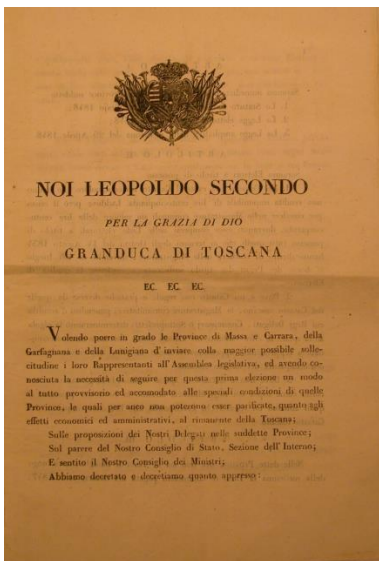 NOI LEOPOLDO SECONDO
PER LA GRAZIA DI DIO
GRANDUCA DI TOSCANA
EC. EC. EC.
Volendo porre in grado le Province di Massa e Carrara, della
Garfagnana e della Lunigiana d'inviare colla maggior possibile solle-
citudine i loro Rappresentanti all'Assemblea legislativa, ed avendo co-
nosciuta la necessità di seguire per questa prima elezione un modo
al tutto provvisorio ed accomodato alle speciali condizioni di quelle
Province, le quali per anco non poterono esser parificate, quanto agli
effetti economici ed amministrativi, al rimanente della Toscana;
Sulle proposizioni dei Nostri Delegati nelle suddette Province;
Sul parere del Nostro Consiglio di Stato, Sezione dell'Interno;
E sentito il Nostro Consiglio dei Ministri;
Abbiamo decretato e decretiamo quanto appresso: